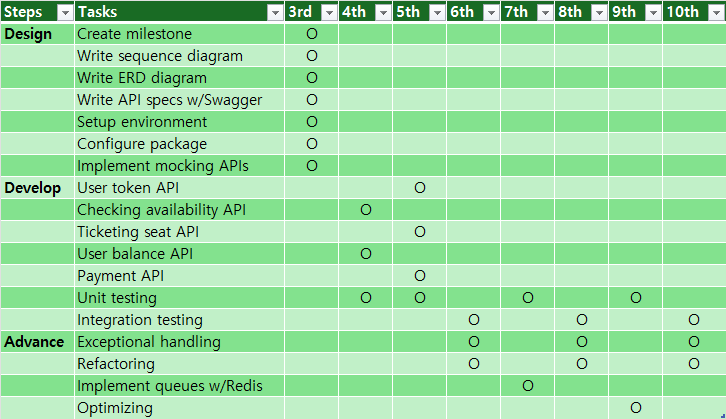 Steps Tasks 3rd 4th 5th 6th 7th 8th 9th 10th
Design Create milestone O
Write sequence diagram O
Write ERD diagram O
Write API specs w/Swagger O
Setup environment O
Configure package O
Implement mocking APIs O
Develop User token API O
Checking availability API O
Ticketing seat API O
User balance API O
Payment API O
Unit testing O O O O
Integration testing O O O
Advance Exceptional handling O O O
Refactoring O O O
Implement queues w/Redis O
Optimizing O